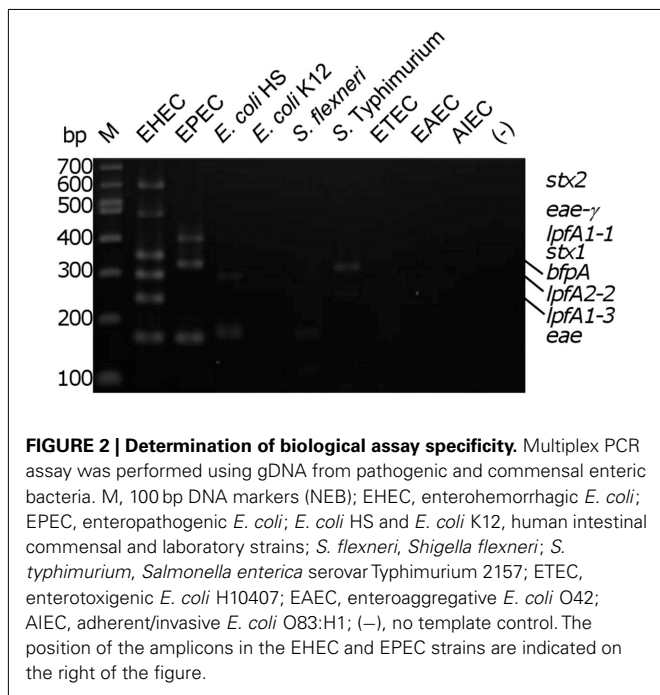 bp M EHEC EPEC E. coli HS E. coli K12 S. flexneri S. Typhimurium ETEC EAEC AIEC (-)
700
600
500
400
300
200
100
stx2
eae-γ
lpfA1-1
stx1
bfpA
lpfA2-2
lpfA1-3
eae
FIGURE 2 | Determination of biological assay specificity. Multiplex PCR
assay was performed using gDNA from pathogenic and commensal enteric
bacteria. M, 100 bp DNA markers (NEB); EHEC, enterohemorrhagic E. coli;
EPEC, enteropathogenic E. coli; E. coli HS and E. coli K12, human intestinal
commensal and laboratory strains; S. flexneri, Shigella flexneri; S.
typhimurium, Salmonella enterica serovar Typhimurium 2157; ETEC,
enterotoxigenic E. coli H10407; EAEC, enteroaggregative E. coli O42;
AIEC, adherent/invasive E. coli O83:H1; (−), no template control. The
position of the amplicons in the EHEC and EPEC strains are indicated on
the right of the figure.